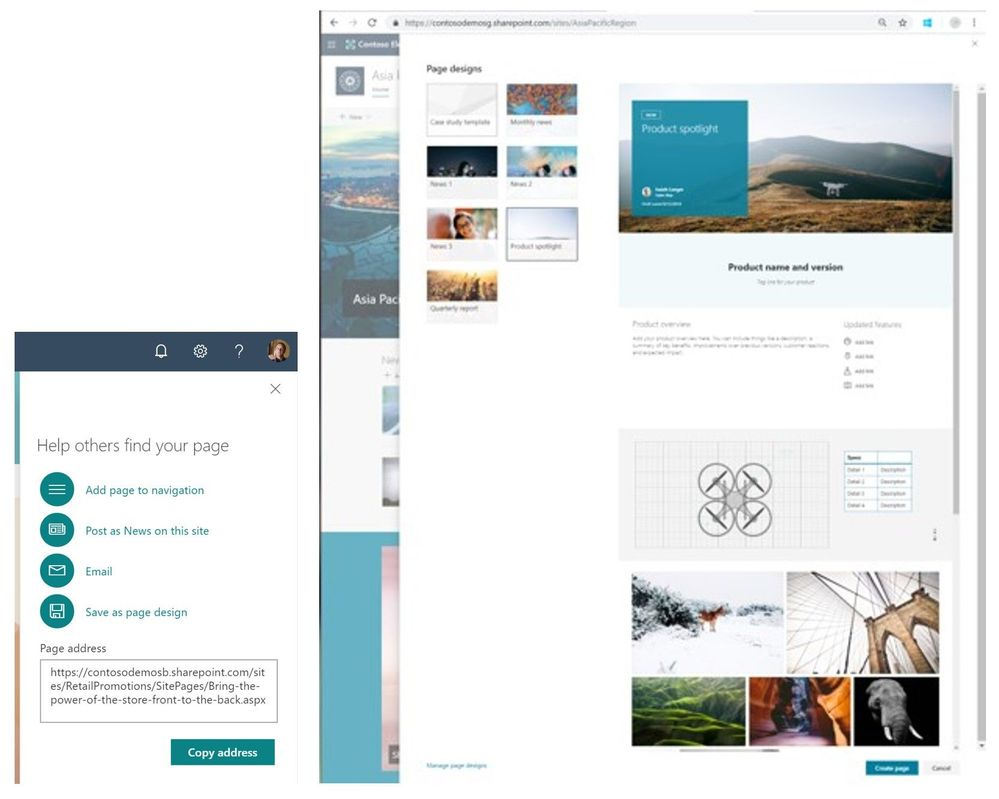 Help others find your page
Add page to navigation
Post as News on this site
Email
Save as page design
Page address
https://contosodemosb.sharepoint.com/sit
es/RetailPromotions/SitePages/Bring-the-
power-of-the-store-front-to-the-back.aspx
Copy address
https://contosodemosg.sharepoint.com/sites/AsiaPacificRegion
Contoso Ele
Asia
Home
+ New
Asia Pac
Page designs
Case study template
Monthly news
News 1
News 2
News 3
Product spotlight
Quarterly report
Manage page designs
NEW
Product spotlight
Product name and version
Tag line for your product
Product overview
Add your product overview here. You can include things like a description, a
summary of key benefits, improvements over previous versions, customer reactions,
and expected impact.
Updated features
Add link
Add link
Add link
Add link
Specs
Detail 1 Description
Detail 2 Description
Detail 3 Description
Detail 4 Description
Create page
Cancel